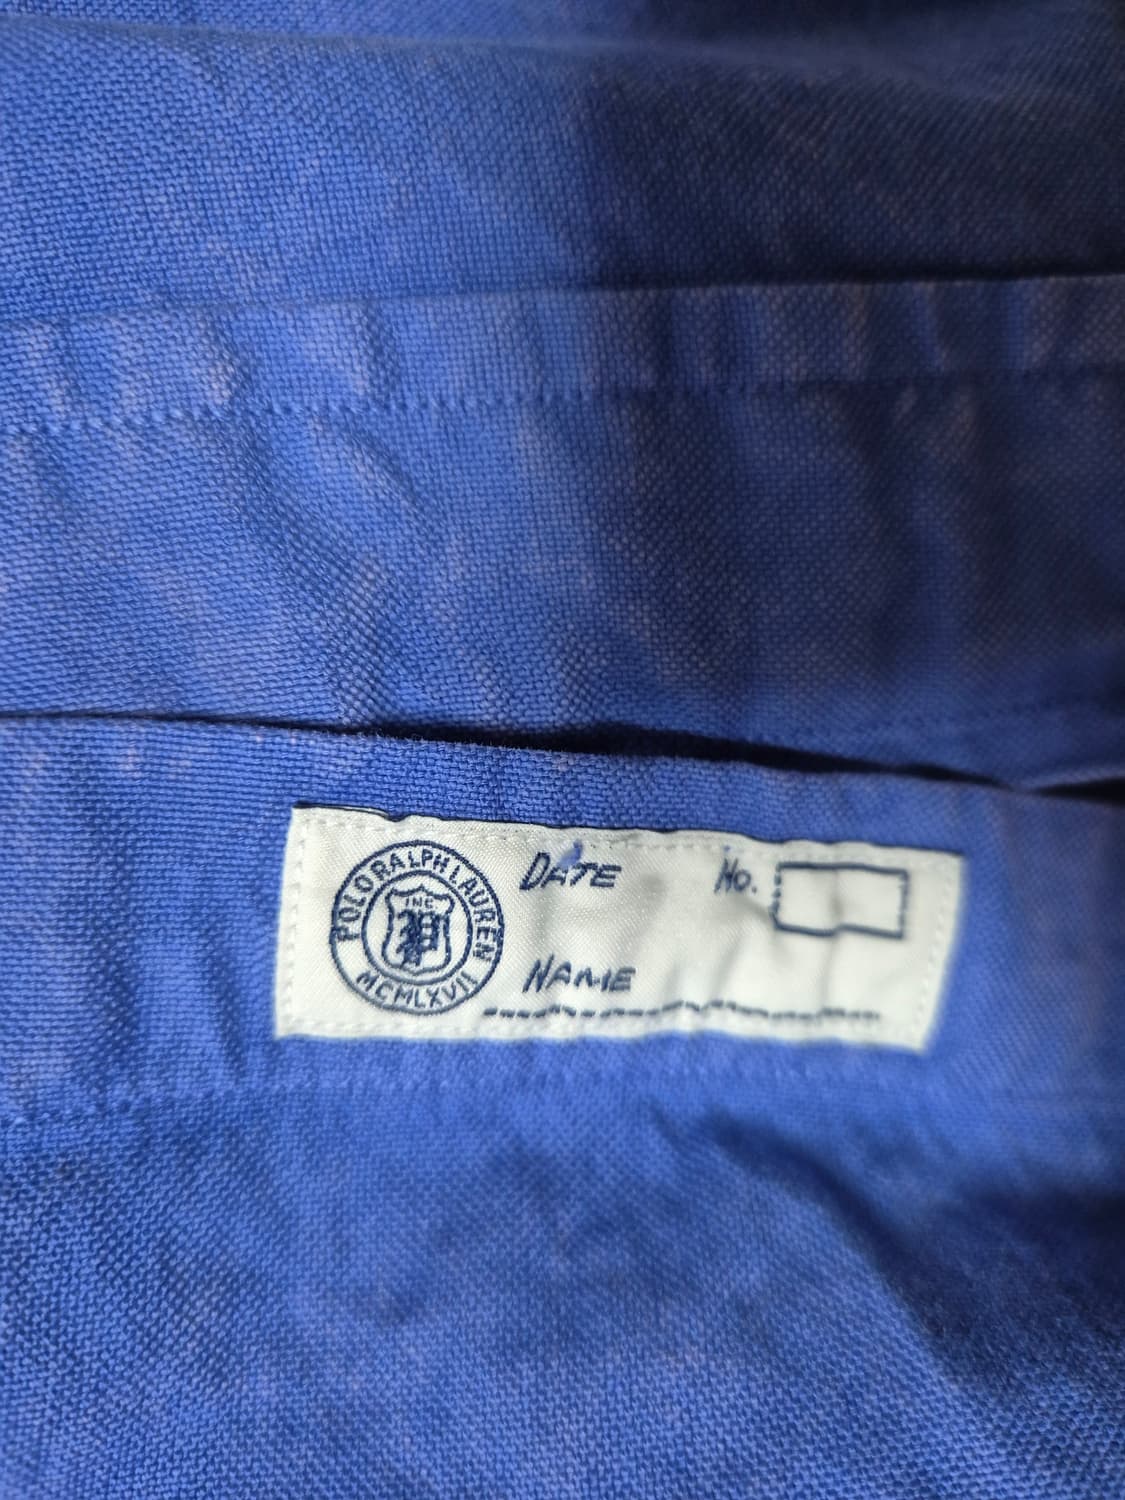 POLO RALPH LAUREN
INC.
MCMLXVII
DATE No.
NAME